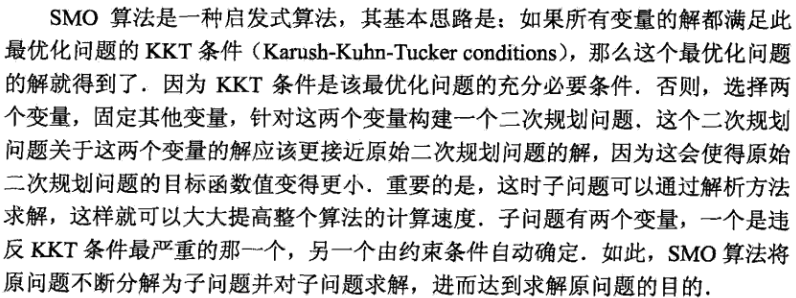 SMO 算法是一种启发式算法，其基本思路是：如果所有变量的解都满足此
最优化问题的 KKT 条件（Karush-Kuhn-Tucker conditions），那么这个最优化问题
的解就得到了．因为 KKT 条件是该最优化问题的充分必要条件．否则，选择两
个变量，固定其他变量，针对这两个变量构建一个二次规划问题．这个二次规划
问题关于这两个变量的解应该更接近原始二次规划问题的解，因为这会使得原始
二次规划问题的目标函数值变得更小．重要的是，这时子问题可以通过解析方法
求解，这样就可以大大提高整个算法的计算速度．子问题有两个变量，一个是违
反 KKT 条件最严重的那一个，另一个由约束条件自动确定．如此，SMO 算法将
原问题不断分解为子问题并对子问题求解，进而达到求解原问题的目的．